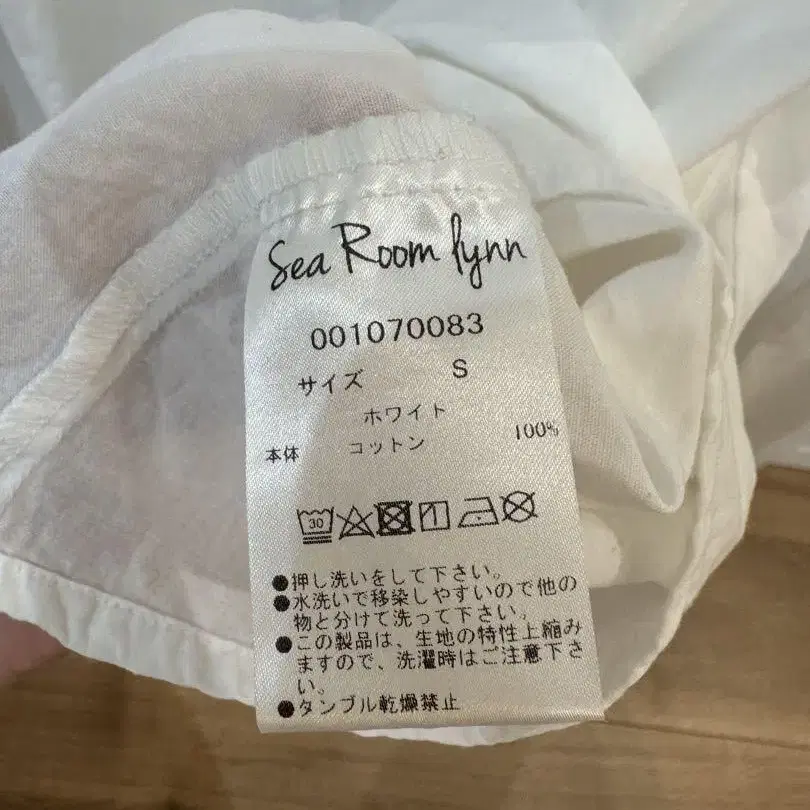 Sea Room lynn
001070083
サイズ S
ホワイト
本体 コットン 100%
30
●押し洗いをして下さい。
●水洗いで移染しやすいので他の
物と分けて洗って下さい。
●この製品は、生地の特性上縮み
ますので、洗濯時はご注意下さ
い。
●タンブル乾燥禁止